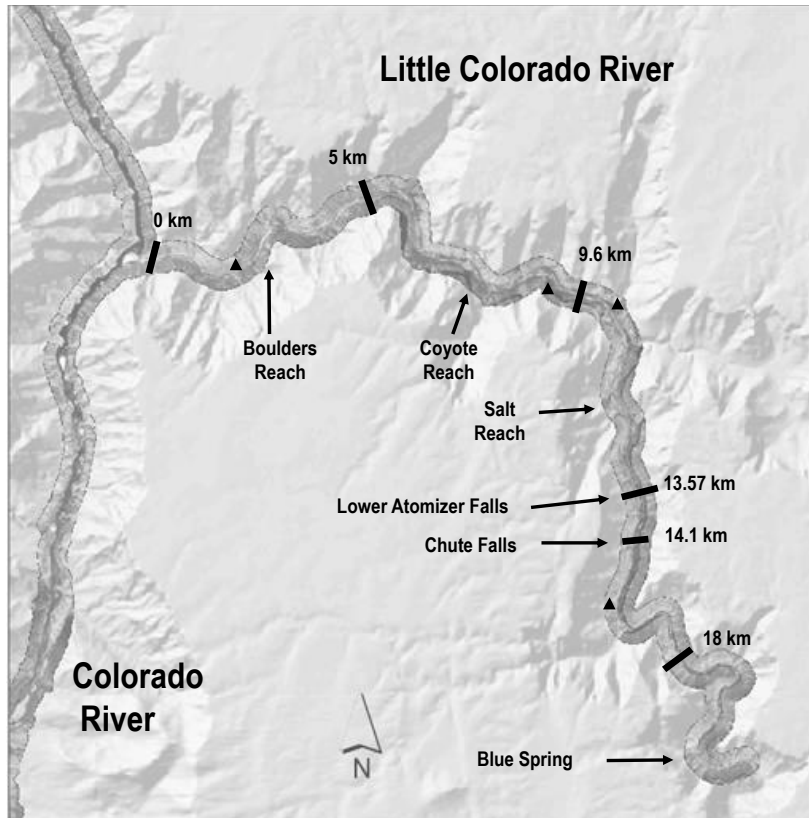 Little Colorado River
5 km
0 km
9.6 km
Boulders
Reach
Coyote
Reach
Salt
Reach
13.57 km
Lower Atomizer Falls
14.1 km
Chute Falls
18 km
Colorado
River
N
Blue Spring